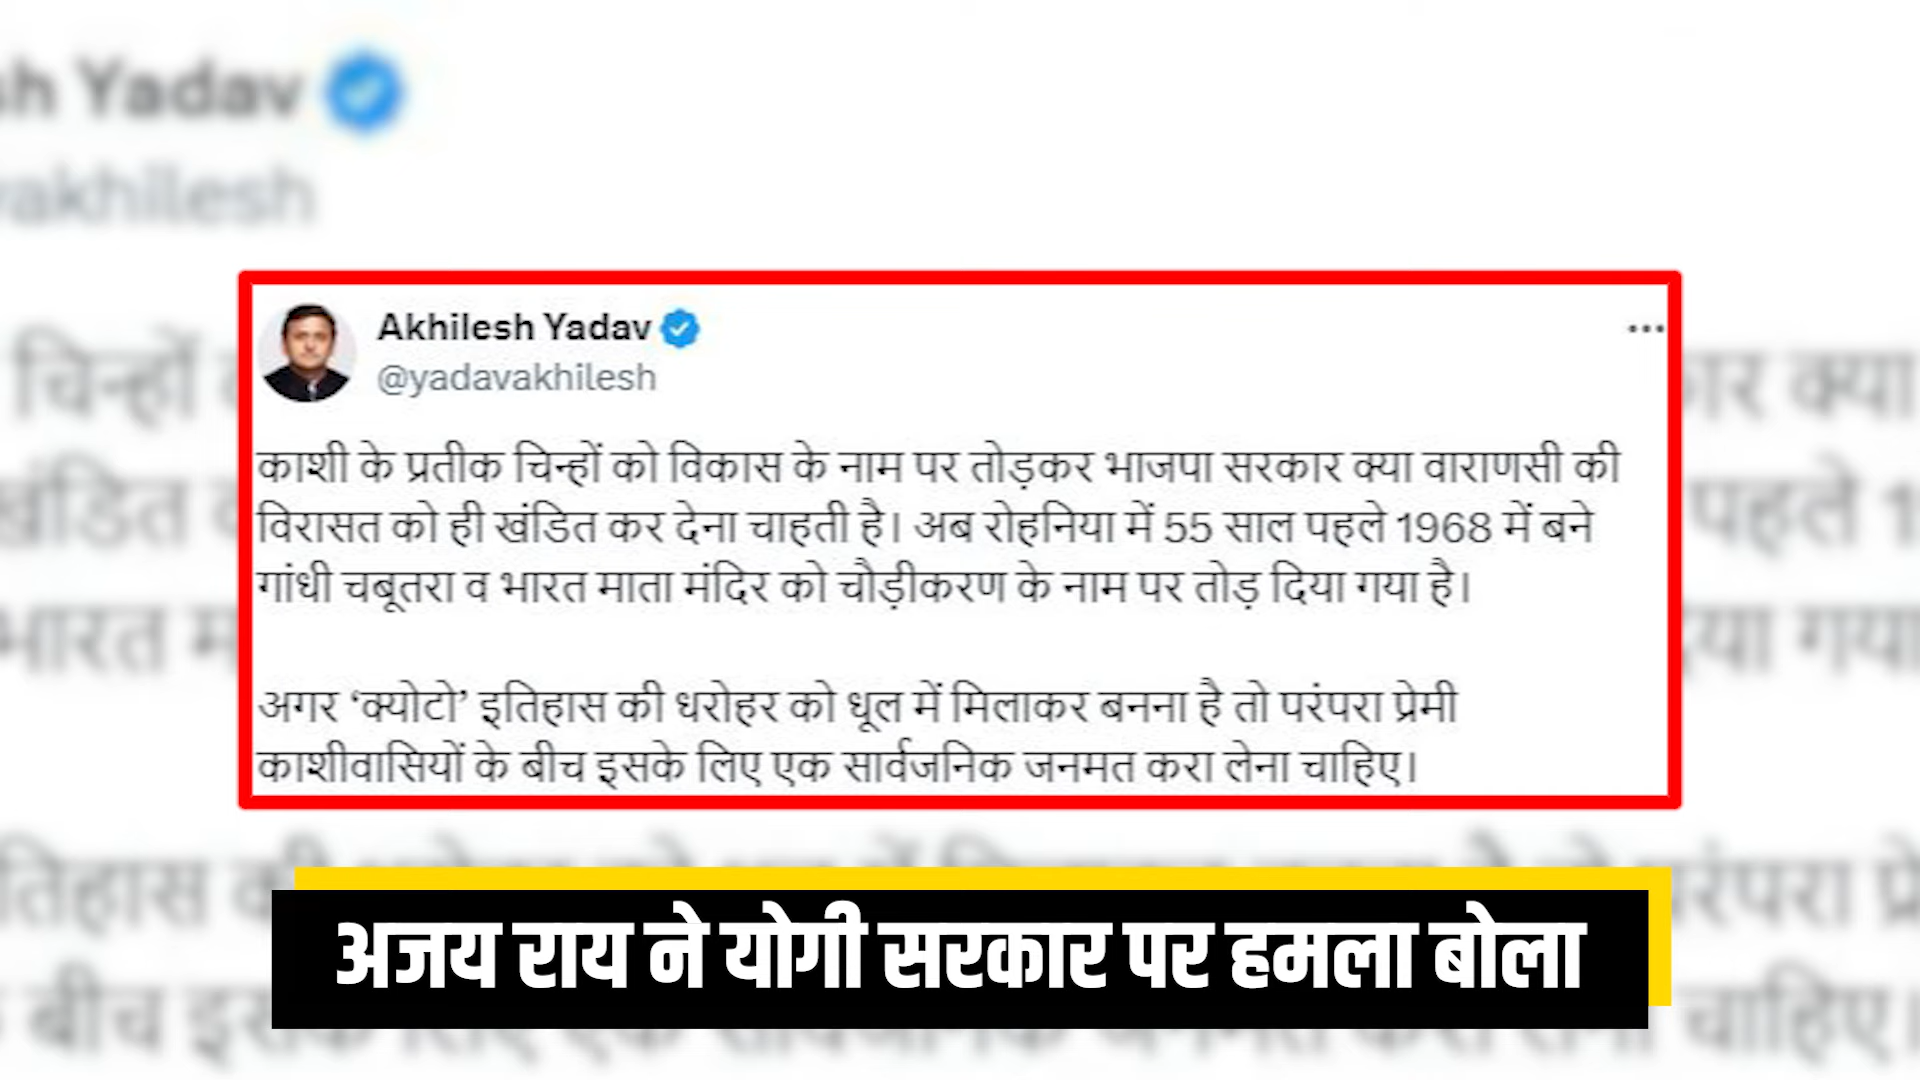 Akhilesh Yadav
@yadavakhilesh
काशी के प्रतीक चिन्हों को विकास के नाम पर तोड़कर भाजपा सरकार क्या वाराणसी की
विरासत को ही खंडित कर देना चाहती है। अब रोहनिया में 55 साल पहले 1968 में बने
गांधी चबूतरा व भारत माता मंदिर को चौड़ीकरण के नाम पर तोड़ दिया गया है।
अगर ‘क्योटो’ इतिहास की धरोहर को धूल में मिलाकर बनना है तो परंपरा प्रेमी
काशीवासियों के बीच इसके लिए एक सार्वजनिक जनमत करा लेना चाहिए।
अजय राय ने योगी सरकार पर हमला बोला